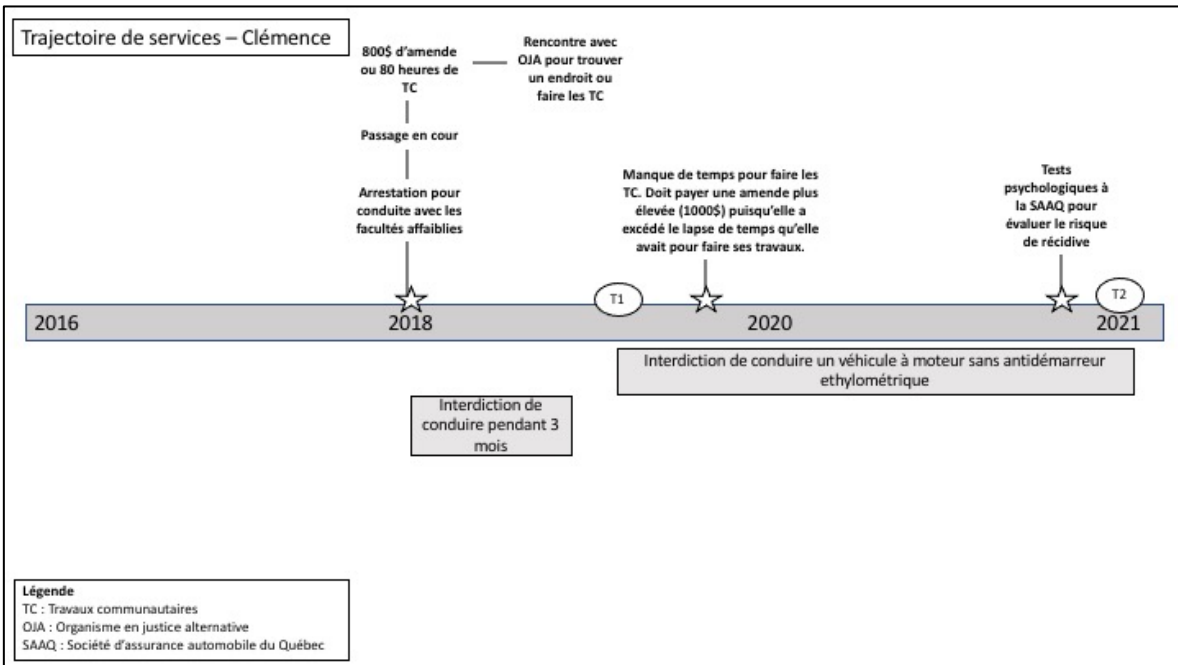 Trajectoire de services – Clémence
800$ d'amende
ou 80 heures de
TC
Rencontre avec
OJA pour trouver
un endroit ou
faire les TC
Passage en cour
Arrestation pour
conduite avec les
facultés affaiblies
Manque de temps pour faire les
TC. Doit payer une amende plus
élevée (1000$) puisqu'elle a
excédé le lapse de temps qu'elle
avait pour faire ses travaux.
Tests
psychologiques à
la SAAQ pour
évaluer le risque
de récidive
T1
T2
2016
2018
2020
2021
Interdiction de conduire un véhicule à moteur sans antidémarreur
ethylométrique
Interdiction de
conduire pendant 3
mois
Légende
TC : Travaux communautaires
OJA : Organisme en justice alternative
SAAQ : Société d'assurance automobile du Québec